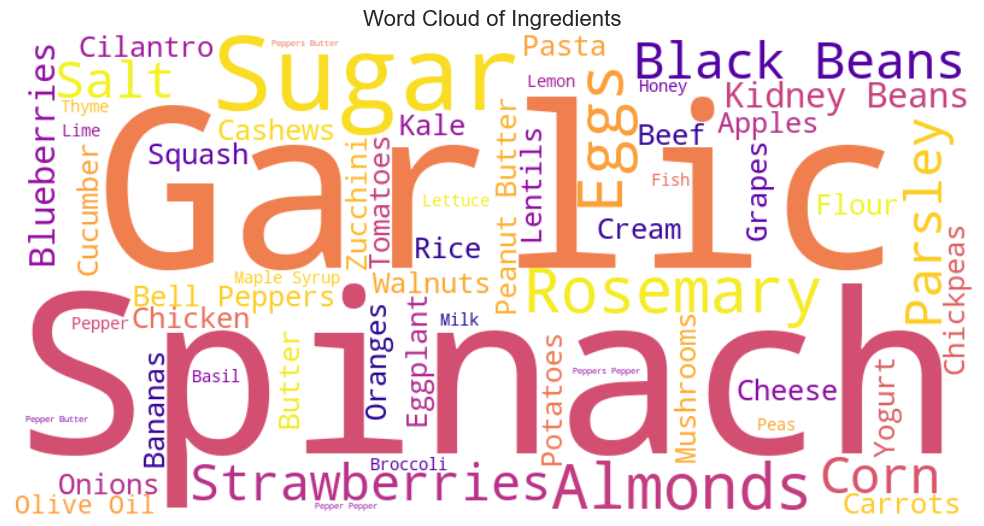 Word Cloud of Ingredients
Cilantro
Peppers Butter
Pasta
Black Beans
Salt
Sugar
Lemon
Honey
Kidney Beans
Blueberries
Thyme
Lime
Cashews
Kale
Eggs
Beef
Apples
Garlic
Squash
Cucumber
Zucchini
Tomatoes
Lettuce
Peanut Butter
Lentils
Fish
Grapes
Flour
Parsley
Rice
Cream
Maple Syrup
Walnuts
Rosemary
Chickpeas
Bell Peppers
Pepper
Chicken
Spinach
Milk
Basil
Butter
Oranges
Eggplant
Potatoes
Peppers Pepper
Mushrooms
Cheese
Pepper Butter
Bananas
Peas
Yogurt
Onions
Strawberries
Broccoli
Almonds
Corn
Olive Oil
Pepper Pepper
Carrots